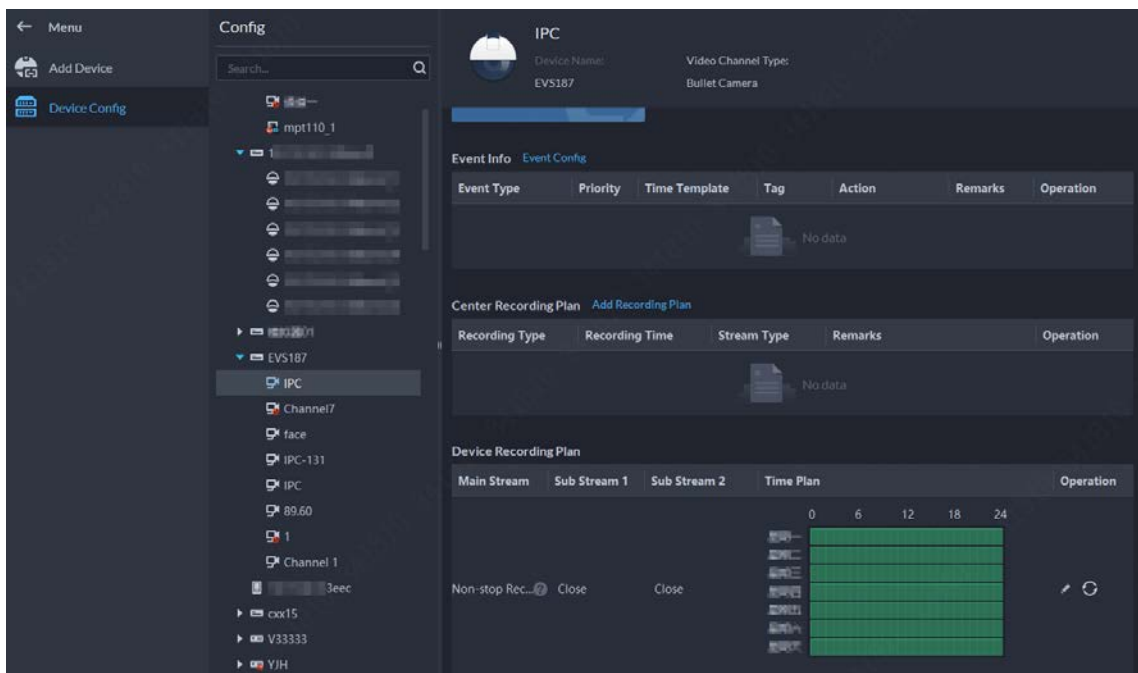 Menu
Add Device
Device Config
Config
Search...
mpt110_1
1
EVS187
IPC
Channel7
face
IPC-131
IPC
89.60
1
Channel 1
3eec
cxx15
V33333
YJH
IPC
Device Name: Video Channel Type:
EVS187 Bullet Camera
Event Info Event Config
Event Type Priority Time Template Tag Action Remarks Operation
No data
Center Recording Plan Add Recording Plan
Recording Type Recording Time Stream Type Remarks Operation
No data
Device Recording Plan
Main Stream Sub Stream 1 Sub Stream 2 Time Plan Operation
0 6 12 18 24
Non-stop Rec... Close Close